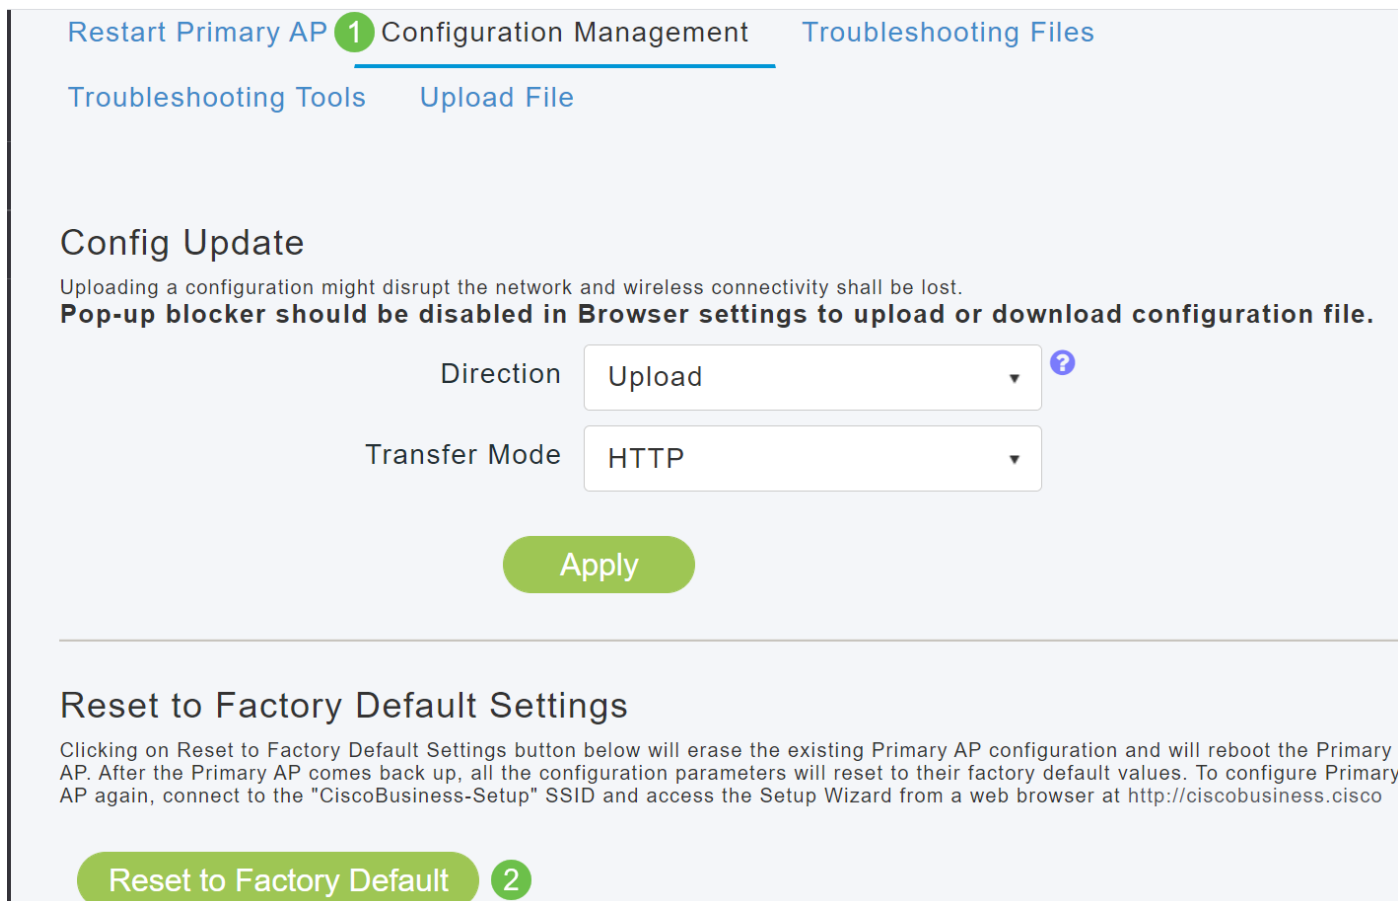 Restart Primary AP 1 Configuration Management Troubleshooting Files
Troubleshooting Tools Upload File
Config Update
Uploading a configuration might disrupt the network and wireless connectivity shall be lost.
Pop-up blocker should be disabled in Browser settings to upload or download configuration file.
Direction Upload ?
Transfer Mode HTTP
Apply
Reset to Factory Default Settings
Clicking on Reset to Factory Default Settings button below will erase the existing Primary AP configuration and will reboot the Primary
AP. After the Primary AP comes back up, all the configuration parameters will reset to their factory default values. To configure Primary
AP again, connect to the "CiscoBusiness-Setup" SSID and access the Setup Wizard from a web browser at http://ciscobusiness.cisco
Reset to Factory Default 2